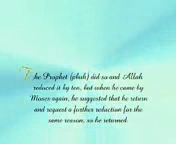 The Prophet (pbuh) did so and Allah
reduced it by ten, but when he came by
Moses again, he suggested that he return
and request a further reduction for the
same reason, so he returned.